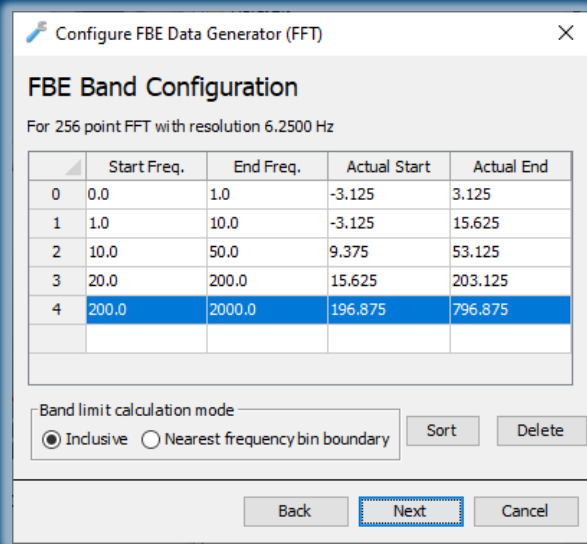 Configure FBE Data Generator (FFT)
FBE Band Configuration
For 256 point FFT with resolution 6.2500 Hz
Start Freq. End Freq. Actual Start Actual End
0 0.0 1.0 -3.125 3.125
1 1.0 10.0 -3.125 15.625
2 10.0 50.0 9.375 53.125
3 20.0 200.0 15.625 203.125
4 200.0 2000.0 196.875 796.875
Band limit calculation mode
Inclusive Nearest frequency bin boundary Sort Delete
Back Next Cancel